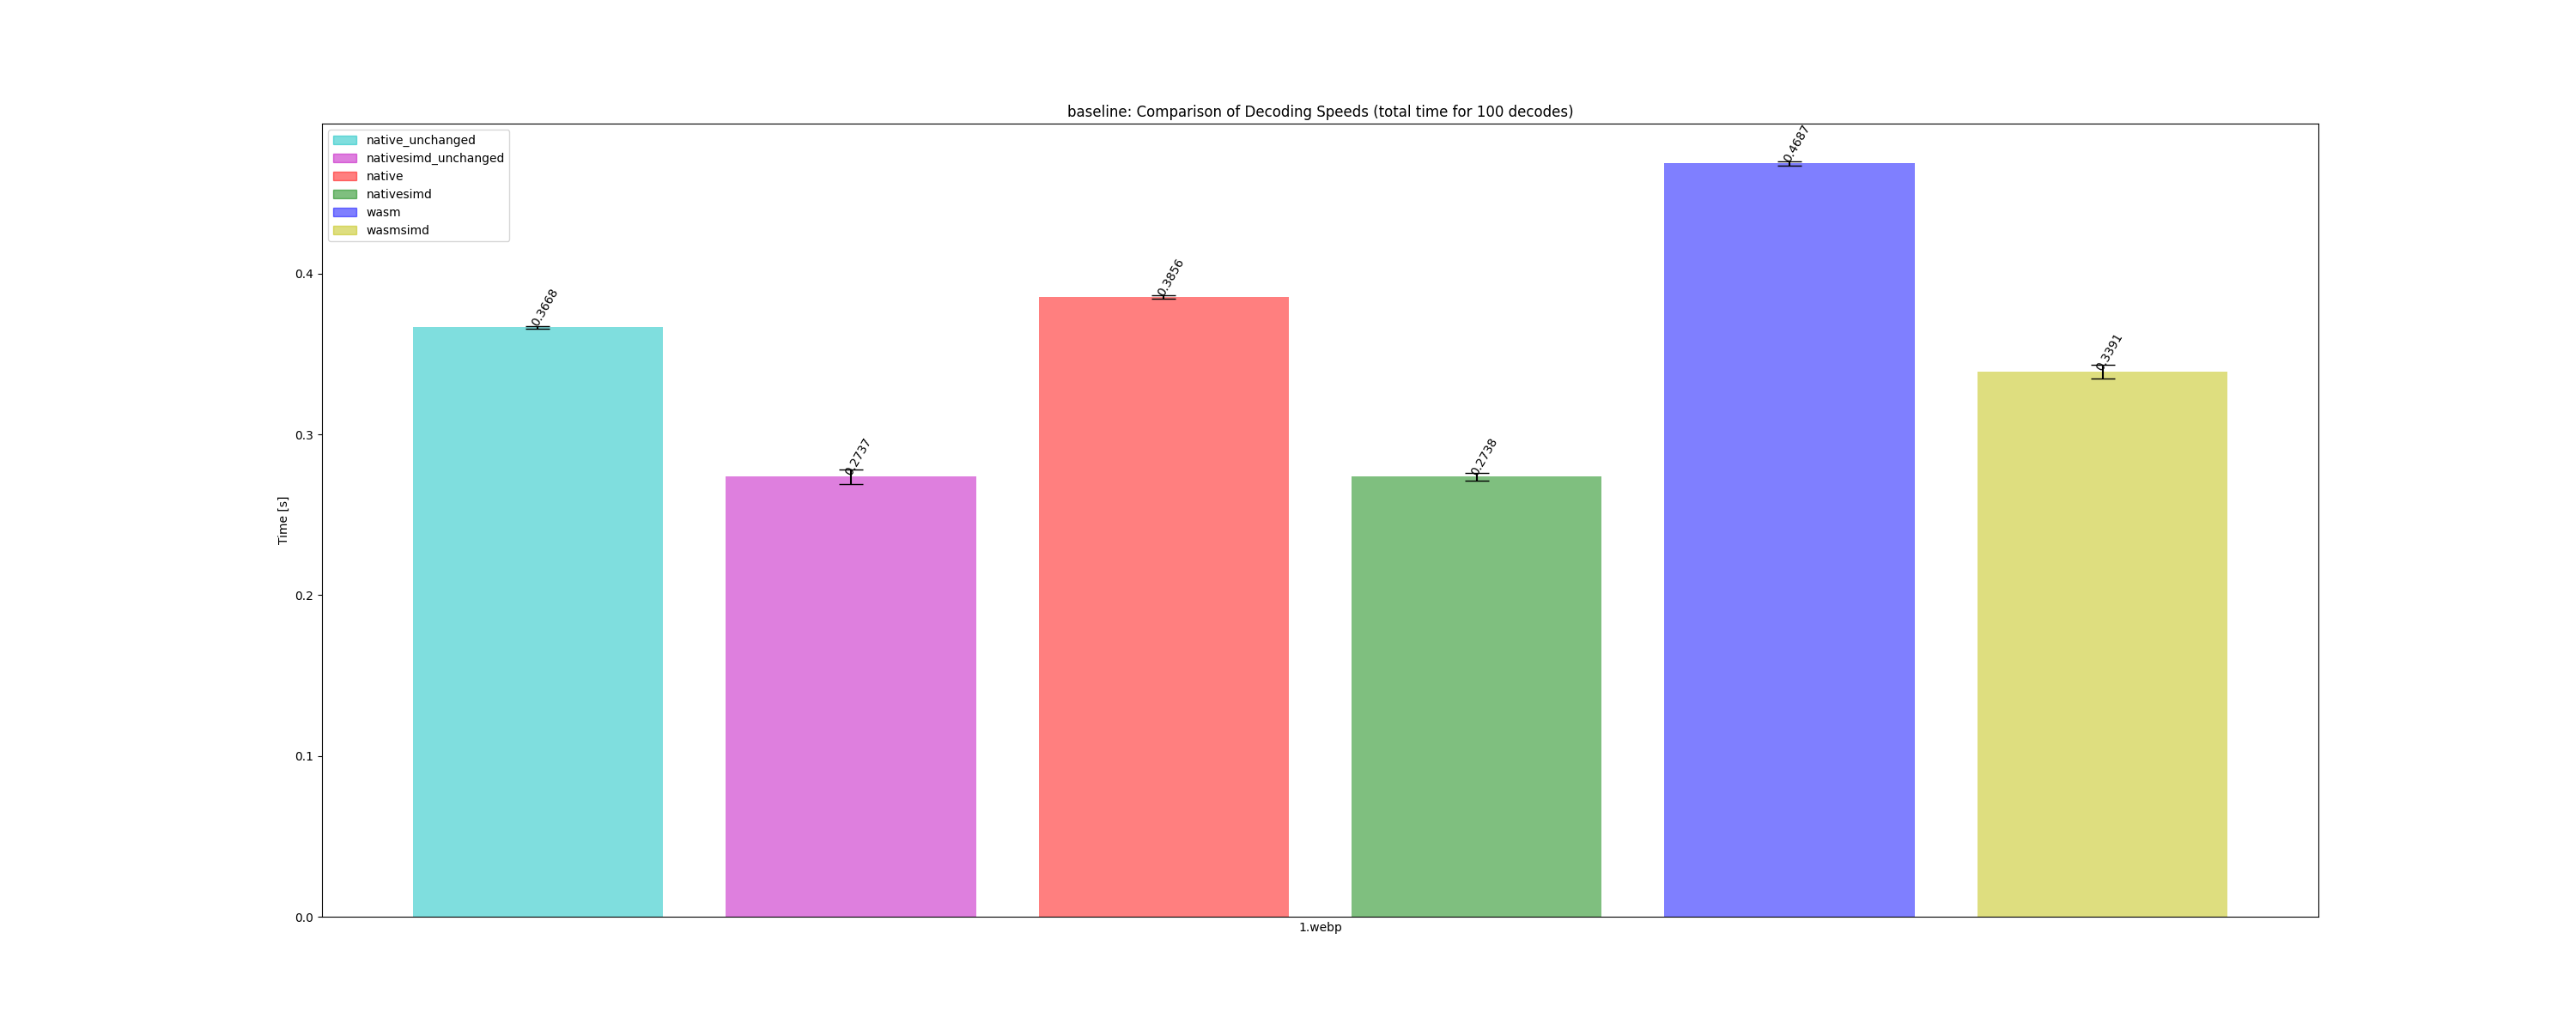 baseline: Comparison of Decoding Speeds (total time for 100 decodes)
native_unchanged
nativesimd_unchanged
native
nativesimd
wasm
wasmsimd
0.4687
0.3856
0.3668
0.3391
0.2737
0.2738
0.4
0.3
0.2
0.1
0.0
Time [s]
1.webp